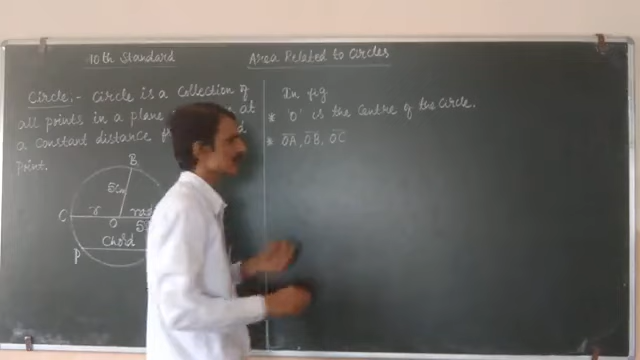 10th Standard
Area Related to Circles
Circle :- Circle is a Collection of
all points in a plane at
a constant distance
point.
B
5cm
C r O rad
5
Chord
P
In fig
* 'O' is the Centre of the Circle.
* OA, OB, OC